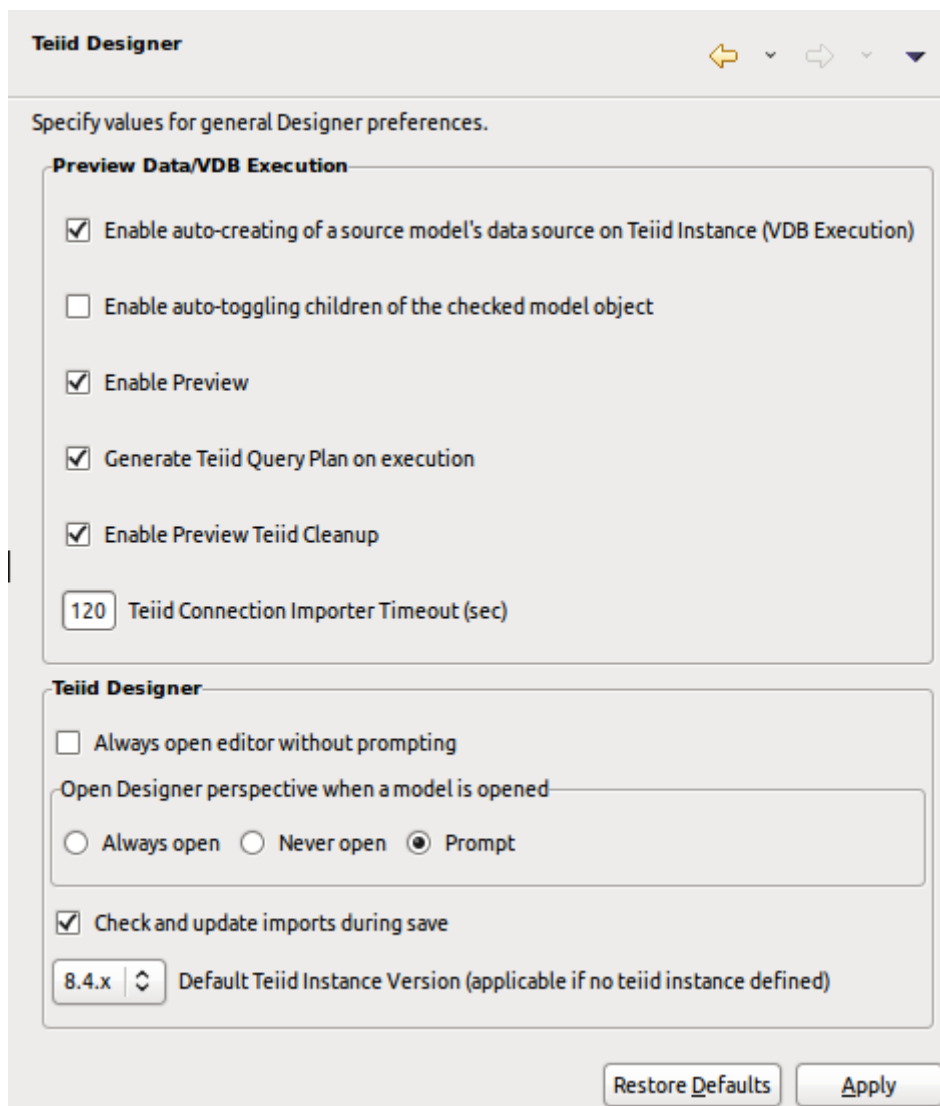 Teiid Designer
Specify values for general Designer preferences.
Preview Data/VDB Execution
Enable auto-creating of a source model's data source on Teiid Instance (VDB Execution)
Enable auto-toggling children of the checked model object
Enable Preview
Generate Teiid Query Plan on execution
Enable Preview Teiid Cleanup
120 Teiid Connection Importer Timeout (sec)
Teiid Designer
Always open editor without prompting
Open Designer perspective when a model is opened
Always open Never open Prompt
Check and update imports during save
8.4.x Default Teiid Instance Version (applicable if no teiid instance defined)
Restore Defaults Apply